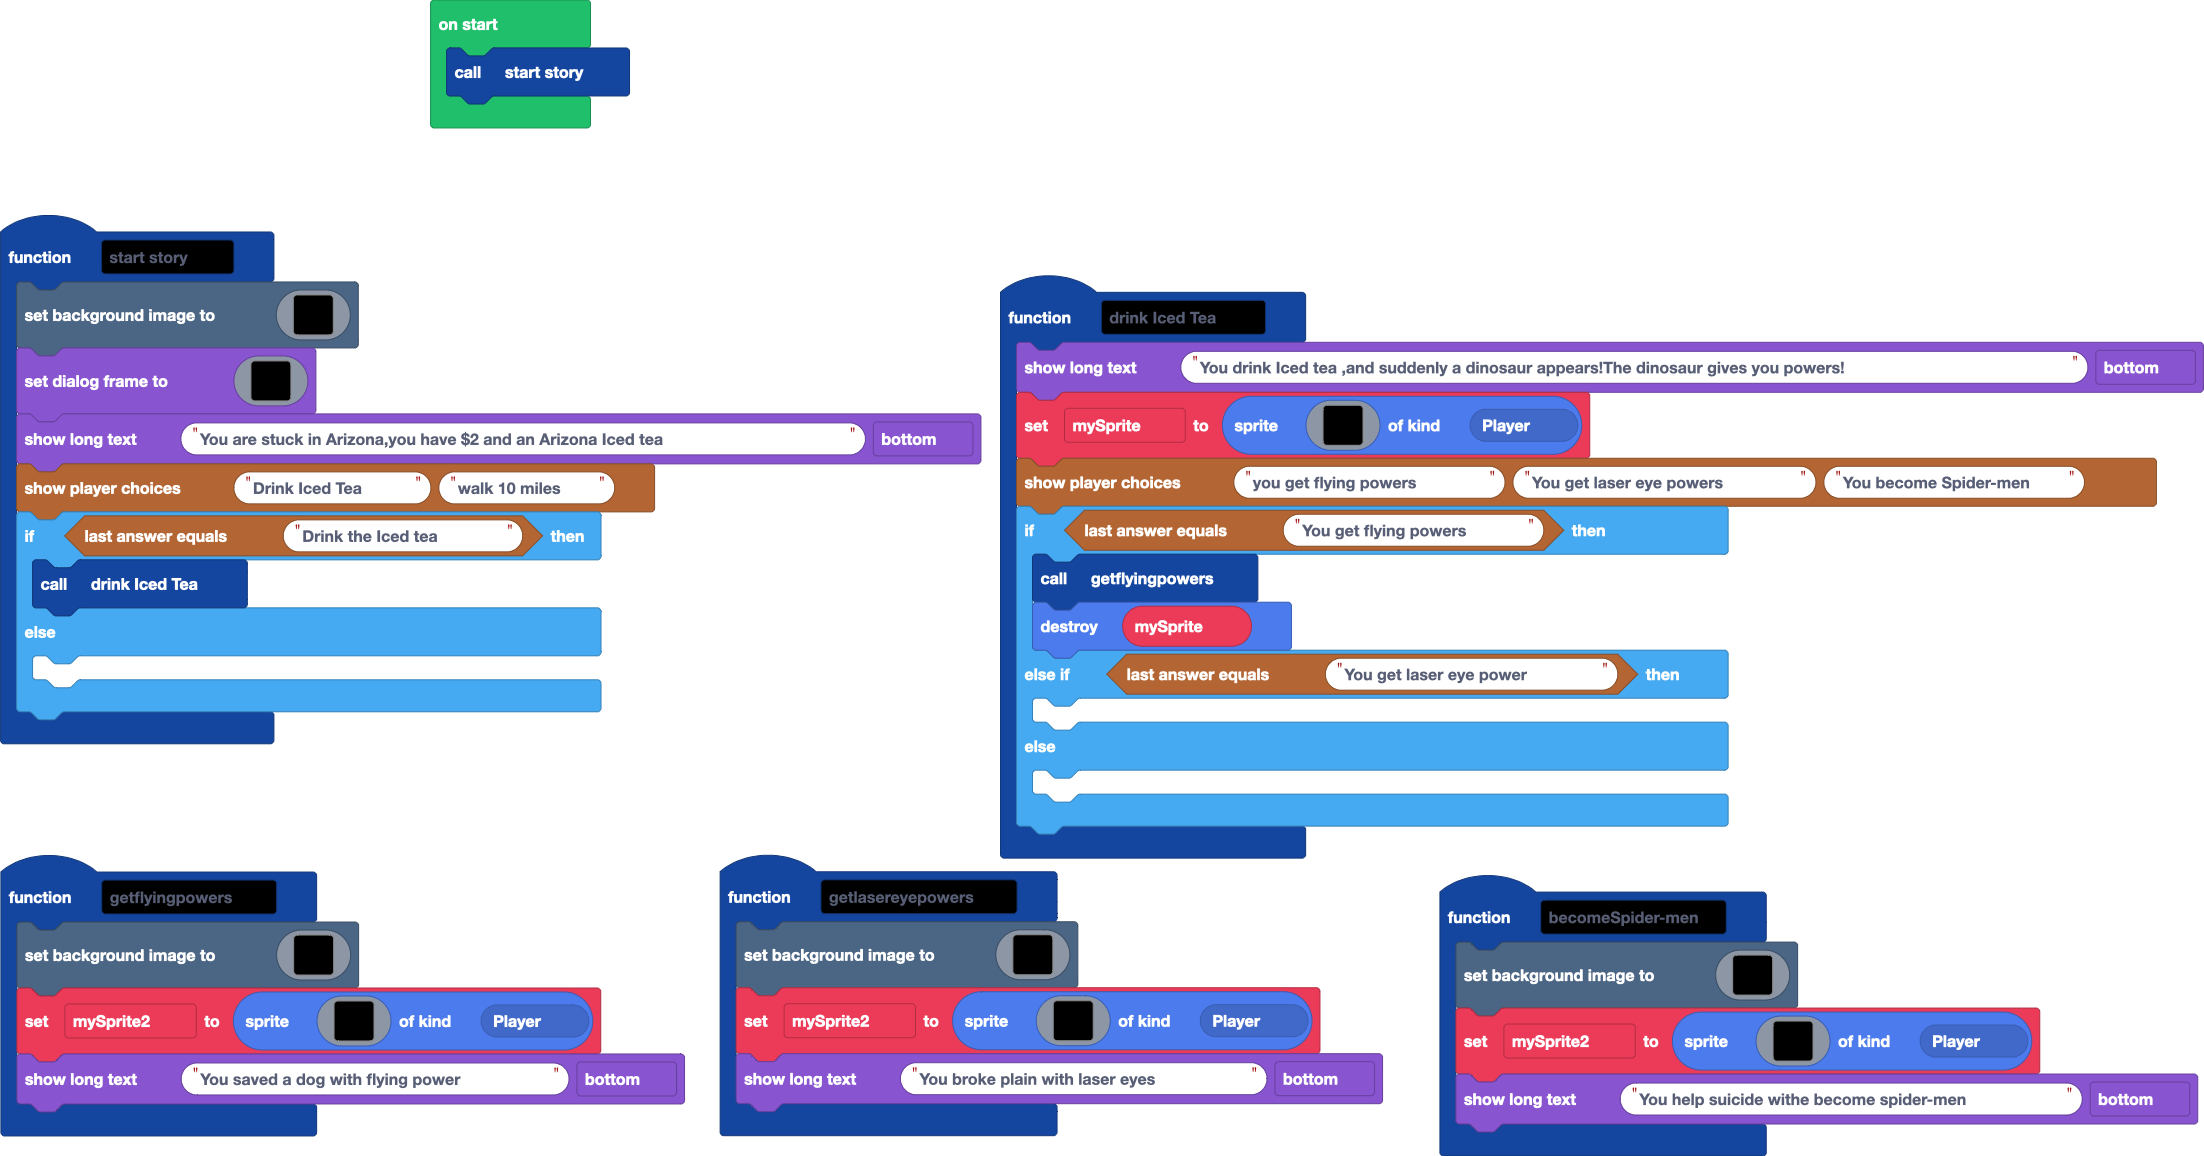 on start
call start story
function start story
set background image to
set dialog frame to
show long text "You are stuck in Arizona,you have $2 and an Arizona Iced tea" bottom
show player choices "Drink Iced Tea" "walk 10 miles"
if last answer equals "Drink the Iced tea" then
call drink Iced Tea
else
function drink Iced Tea
show long text "You drink Iced tea ,and suddenly a dinosaur appears!The dinosaur gives you powers!" bottom
set mySprite to sprite of kind Player
show player choices "you get flying powers" "You get laser eye powers" "You become Spider-men"
if last answer equals "You get flying powers" then
call getflyingpowers
destroy mySprite
else if last answer equals "You get laser eye power" then
else
function getflyingpowers
set background image to
set mySprite2 to sprite of kind Player
show long text "You saved a dog with flying power" bottom
function getlasereyepowers
set background image to
set mySprite2 to sprite of kind Player
show long text "You broke plain with laser eyes" bottom
function becomeSpider-men
set background image to
set mySprite2 to sprite of kind Player
show long text "You help suicide withe become spider-men" bottom